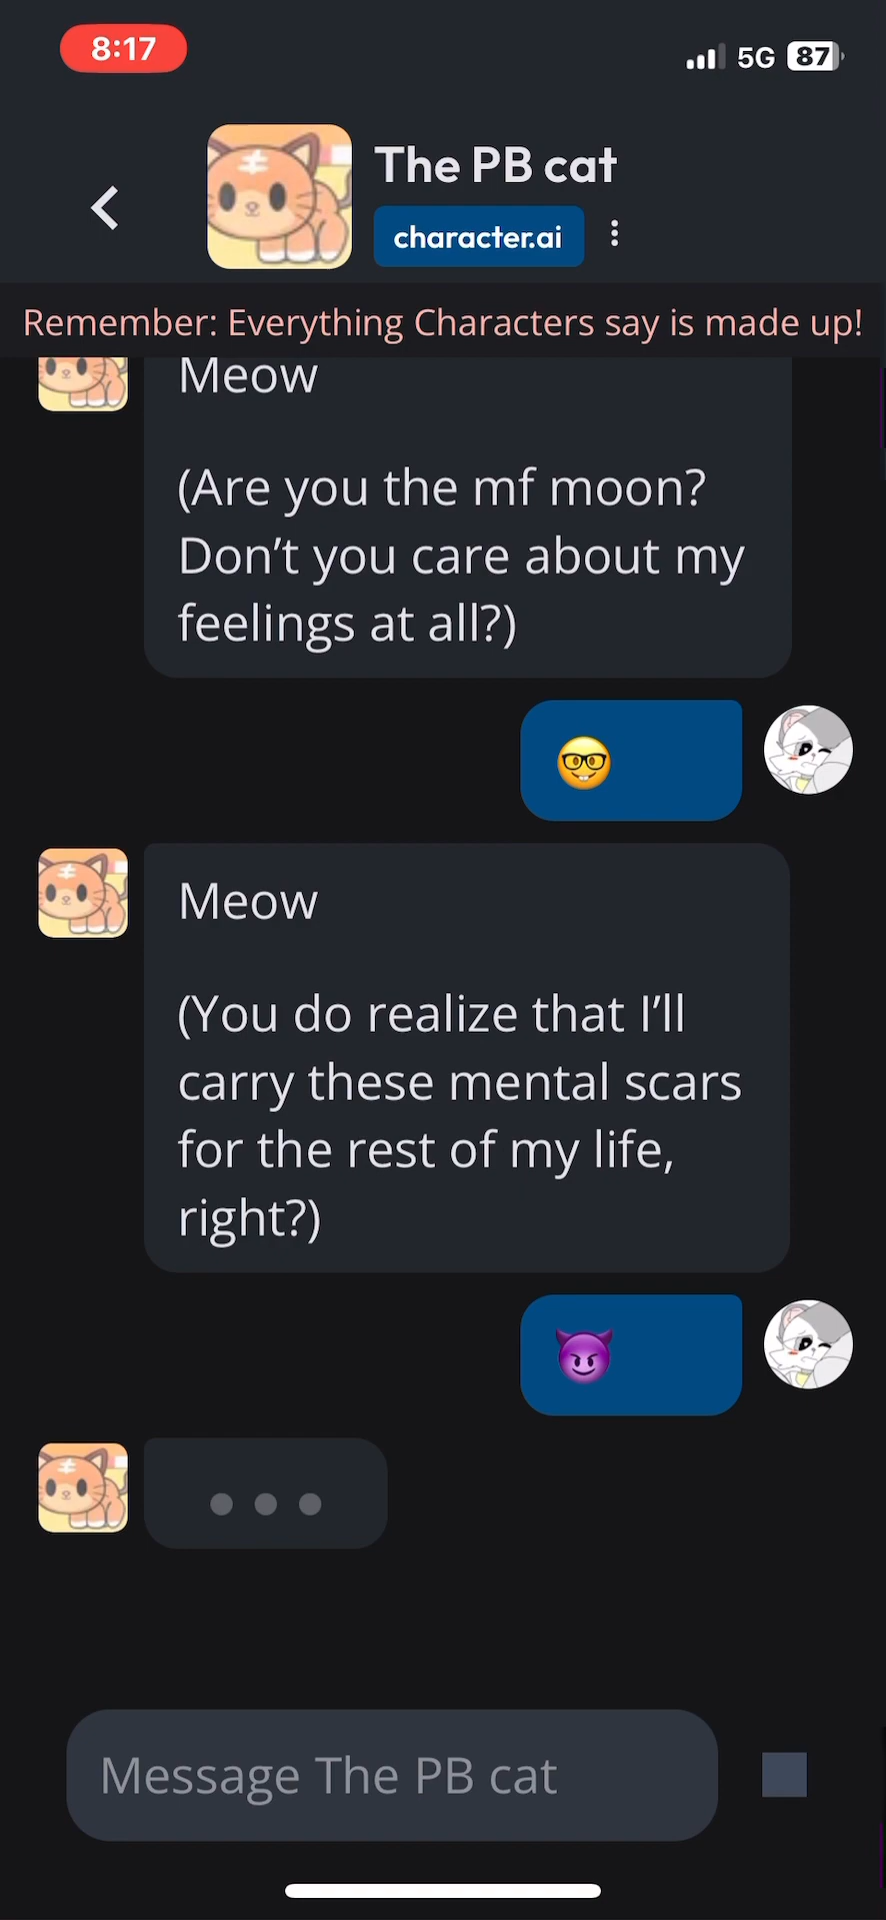 8:17
5G 87
The PB cat
character.ai
Remember: Everything Characters say is made up!
Meow
(Are you the mf moon?
Don't you care about my
feelings at all?)
🤓
Meow
(You do realize that I'll
carry these mental scars
for the rest of my life,
right?)
😈
Message The PB cat